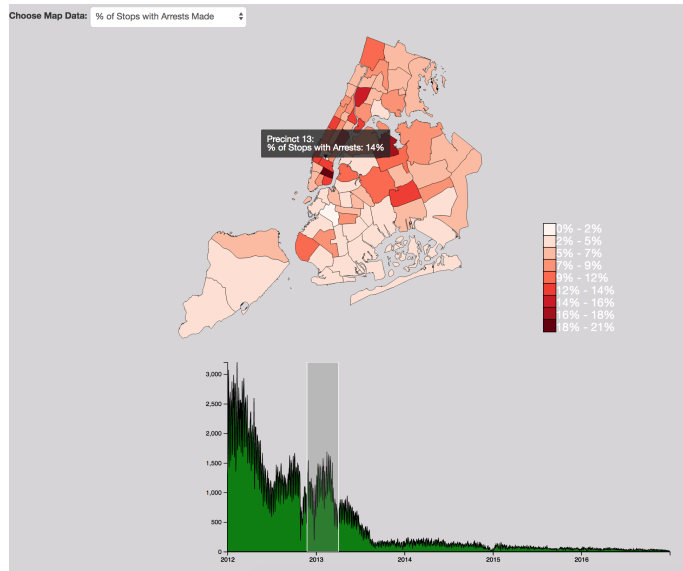 Choose Map Data: % of Stops with Arrests Made
Precinct 13:
% of Stops with Arrests: 14%
0% - 2%
2% - 5%
5% - 7%
7% - 9%
9% - 12%
12% - 14%
14% - 16%
16% - 18%
18% - 21%
3,000
2,500
2,000
1,500
1,000
500
0
2012 2013 2014 2015 2016